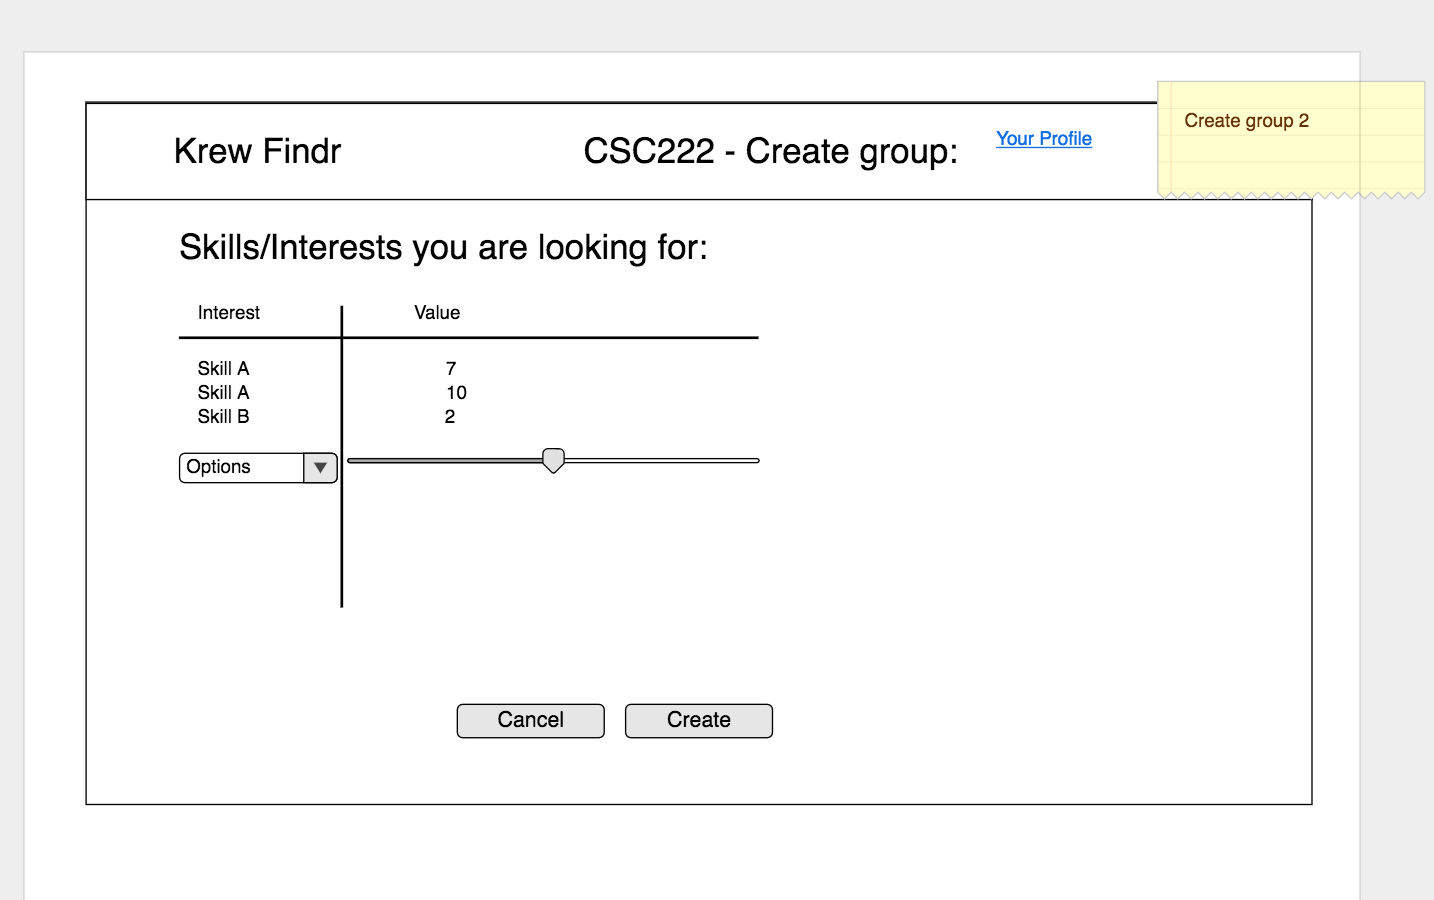 Krew Findr
CSC222 - Create group:
Your Profile
Create group 2
Skills/Interests you are looking for:
Interest Value
Skill A 7
Skill A 10
Skill B 2
Options
Cancel Create